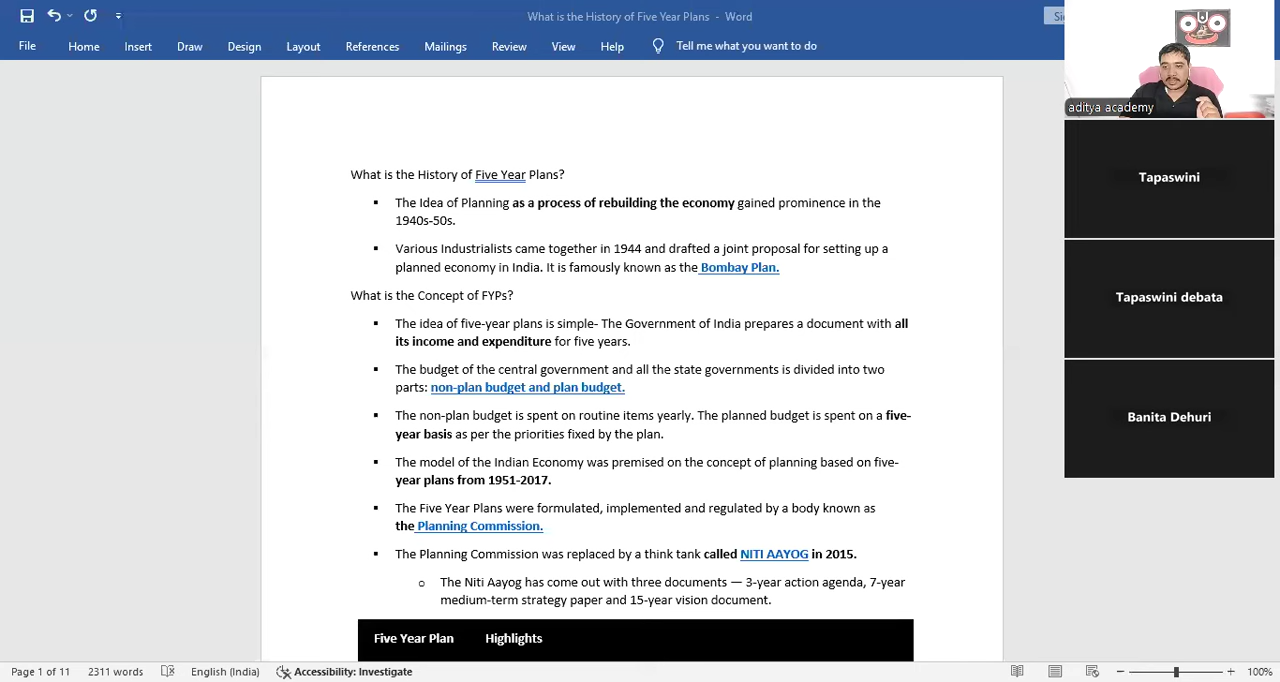 What is the History of Five Year Plans - Word
File Home Insert Draw Design Layout References Mailings Review View Help Tell me what you want to do
aditya academy
Tapaswini
Tapaswini debata
Banita Dehuri
What is the History of Five Year Plans?
▪ The Idea of Planning as a process of rebuilding the economy gained prominence in the
1940s-50s.
▪ Various Industrialists came together in 1944 and drafted a joint proposal for setting up a
planned economy in India. It is famously known as the Bombay Plan.
What is the Concept of FYPs?
▪ The idea of five-year plans is simple- The Government of India prepares a document with all
its income and expenditure for five years.
▪ The budget of the central government and all the state governments is divided into two
parts: non-plan budget and plan budget.
▪ The non-plan budget is spent on routine items yearly. The planned budget is spent on a five-
year basis as per the priorities fixed by the plan.
▪ The model of the Indian Economy was premised on the concept of planning based on five-
year plans from 1951-2017.
▪ The Five Year Plans were formulated, implemented and regulated by a body known as
the Planning Commission.
▪ The Planning Commission was replaced by a think tank called NITI AAYOG in 2015.
o The Niti Aayog has come out with three documents — 3-year action agenda, 7-year
medium-term strategy paper and 15-year vision document.
Five Year Plan Highlights
Page 1 of 11 2311 words English (India) Accessibility: Investigate 100%